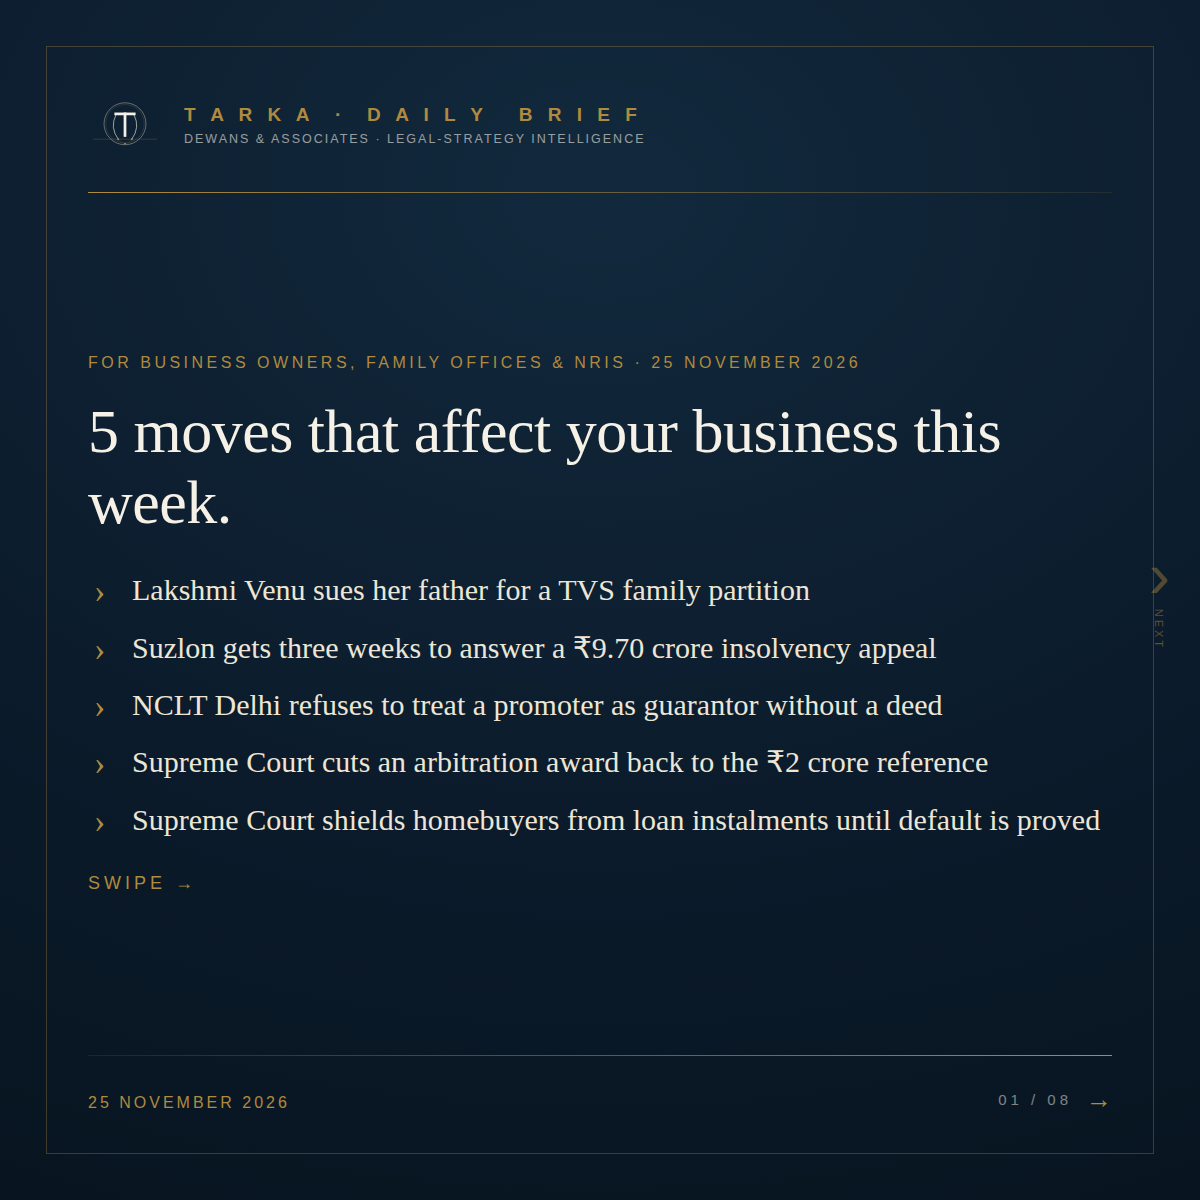 T
TARKA · DAILY BRIEF
DEWANS & ASSOCIATES · LEGAL-STRATEGY INTELLIGENCE
FOR BUSINESS OWNERS, FAMILY OFFICES & NRIS · 25 NOVEMBER 2026
5 moves that affect your business this
week.
› Lakshmi Venu sues her father for a TVS family partition
› Suzlon gets three weeks to answer a ₹9.70 crore insolvency appeal
› NCLT Delhi refuses to treat a promoter as guarantor without a deed
› Supreme Court cuts an arbitration award back to the ₹2 crore reference
› Supreme Court shields homebuyers from loan instalments until default is proved
› NEXT
SWIPE →
25 NOVEMBER 2026
01 / 08 →